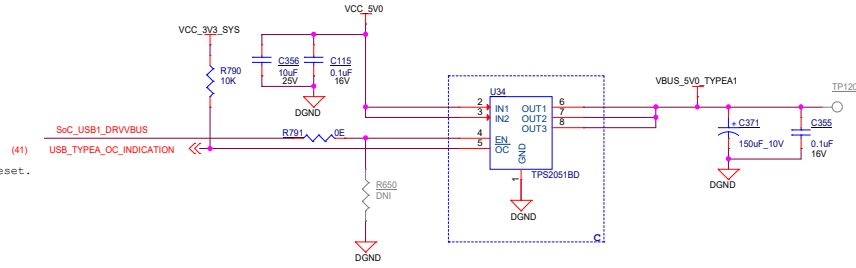 VCC_5V0
VCC_3V3_SYS
R790
10K
C356
10uF
25V
C115
0.1uF
16V
DGND
U34
VBUS_5V0_TYPEA1
TP120
2
3
IN1
IN2
OUT1
OUT2
OUT3
6
7
8
SoC_USB1_DRVVBUS
R791
0E
4
5
EN
OC
GND
+
C371
150uF_10V
C355
0.1uF
16V
(41)
USB_TYPEA_OC_INDICATION
eset.
1
TPS2051BD
DGND
R650
DNI
DGND
DGND
C